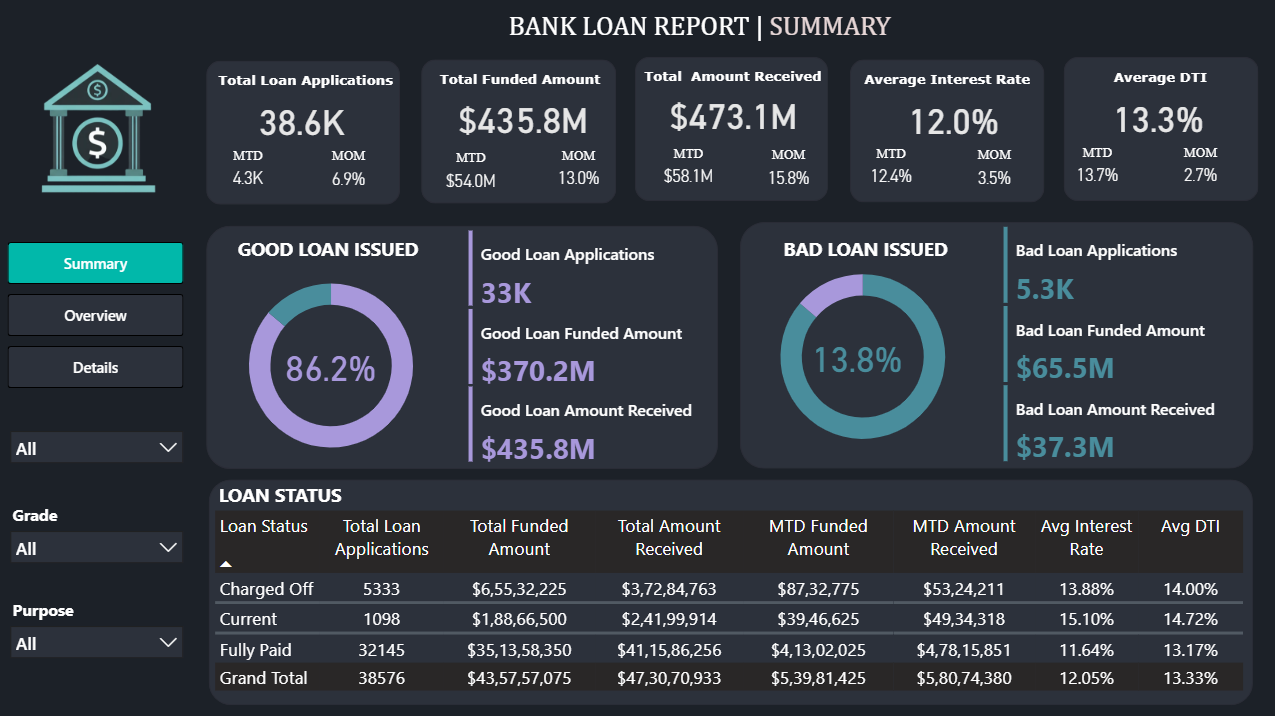 BANK LOAN REPORT | SUMMARY
$
$
Total Loan Applications
38.6K
MTD MOM
4.3K 6.9%
Total Funded Amount
$435.8M
MTD MOM
$54.0M 13.0%
Total Amount Received
$473.1M
MTD MOM
$58.1M 15.8%
Average Interest Rate
12.0%
MTD MOM
12.4% 3.5%
Average DTI
13.3%
MTD MOM
13.7% 2.7%
Summary
Overview
Details
All
Grade
All
Purpose
All
GOOD LOAN ISSUED
86.2%
Good Loan Applications
33K
Good Loan Funded Amount
$370.2M
Good Loan Amount Received
$435.8M
BAD LOAN ISSUED
13.8%
Bad Loan Applications
5.3K
Bad Loan Funded Amount
$65.5M
Bad Loan Amount Received
$37.3M
LOAN STATUS
Loan Status Total Loan Total Funded Total Amount MTD Funded MTD Amount Avg Interest Avg DTI
Applications Amount Received Amount Received Rate
Charged Off 5333 $6,55,32,225 $3,72,84,763 $87,32,775 $53,24,211 13.88% 14.00%
Current 1098 $1,88,66,500 $2,41,99,914 $39,46,625 $49,34,318 15.10% 14.72%
Fully Paid 32145 $35,13,58,350 $41,15,86,256 $4,13,02,025 $4,78,15,851 11.64% 13.17%
Grand Total 38576 $43,57,57,075 $47,30,70,933 $5,39,81,425 $5,80,74,380 12.05% 13.33%